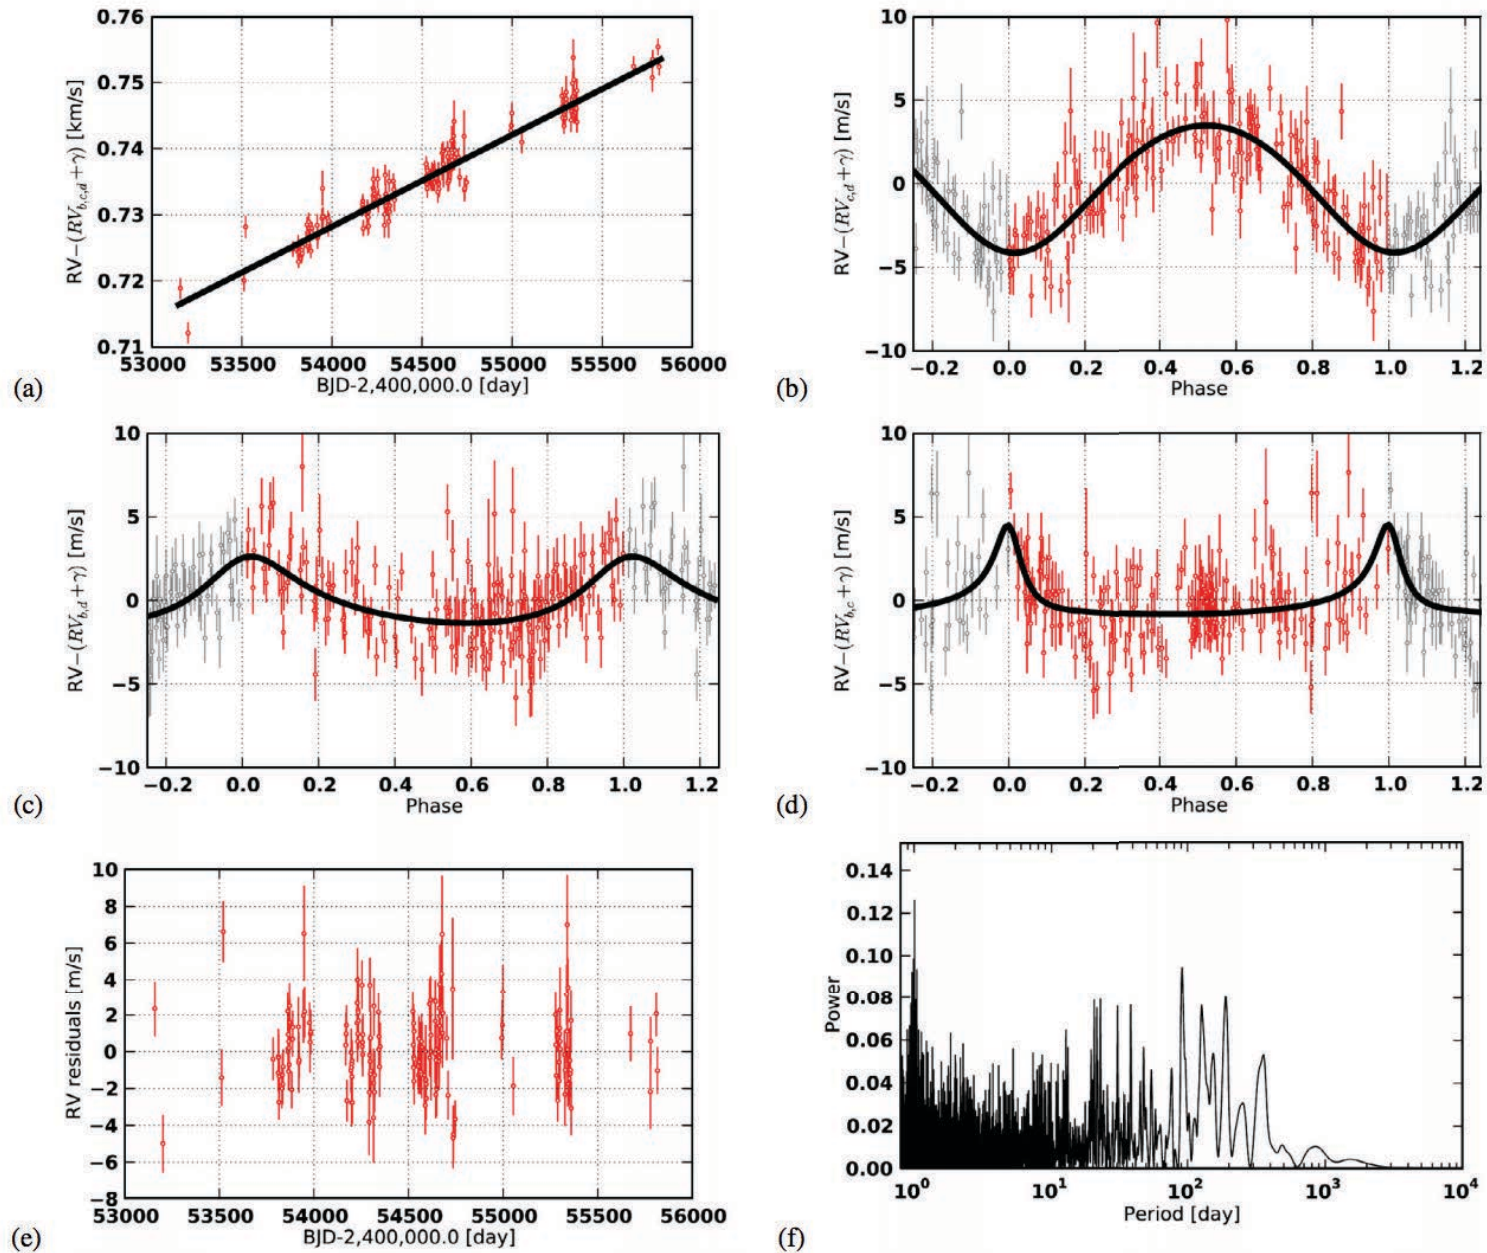 0.76
0.75
0.74
0.73
0.72
0.71
RV−(RV_{b,c,d}+γ) [km/s]
53000 53500 54000 54500 55000 55500 56000
BJD-2,400,000.0 [day]
(a)
10
5
0
−5
−10
RV−(RV_{c,d}+γ) [m/s]
−0.2 0.0 0.2 0.4 0.6 0.8 1.0 1.2
Phase
(b)
10
5
0
−5
−10
RV−(RV_{b,d}+γ) [m/s]
−0.2 0.0 0.2 0.4 0.6 0.8 1.0 1.2
Phase
(c)
10
5
0
−5
−10
RV−(RV_{b,c}+γ) [m/s]
−0.2 0.0 0.2 0.4 0.6 0.8 1.0 1.2
Phase
(d)
10
8
6
4
2
0
−2
−4
−6
−8
RV residuals [m/s]
53000 53500 54000 54500 55000 55500 56000
BJD-2,400,000.0 [day]
(e)
0.14
0.12
0.10
0.08
0.06
0.04
0.02
0.00
Power
10^0 10^1 10^2 10^3 10^4
Period [day]
(f)